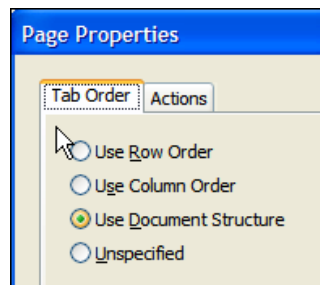 Page Properties
Tab Order Actions
Use Row Order
Use Column Order
Use Document Structure
Unspecified